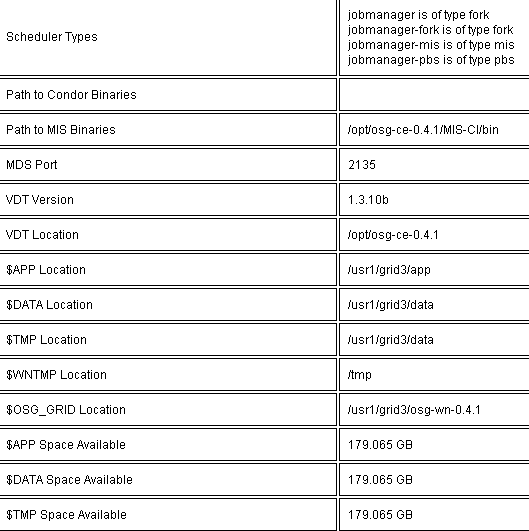 Scheduler Types
jobmanager is of type fork
jobmanager-fork is of type fork
jobmanager-mis is of type mis
jobmanager-pbs is of type pbs
Path to Condor Binaries
Path to MIS Binaries
/opt/osg-ce-0.4.1/MIS-CI/bin
MDS Port
2135
VDT Version
1.3.10b
VDT Location
/opt/osg-ce-0.4.1
$APP Location
/usr1/grid3/app
$DATA Location
/usr1/grid3/data
$TMP Location
/usr1/grid3/data
$WNTMP Location
/tmp
$OSG_GRID Location
/usr1/grid3/osg-wn-0.4.1
$APP Space Available
179.065 GB
$DATA Space Available
179.065 GB
$TMP Space Available
179.065 GB